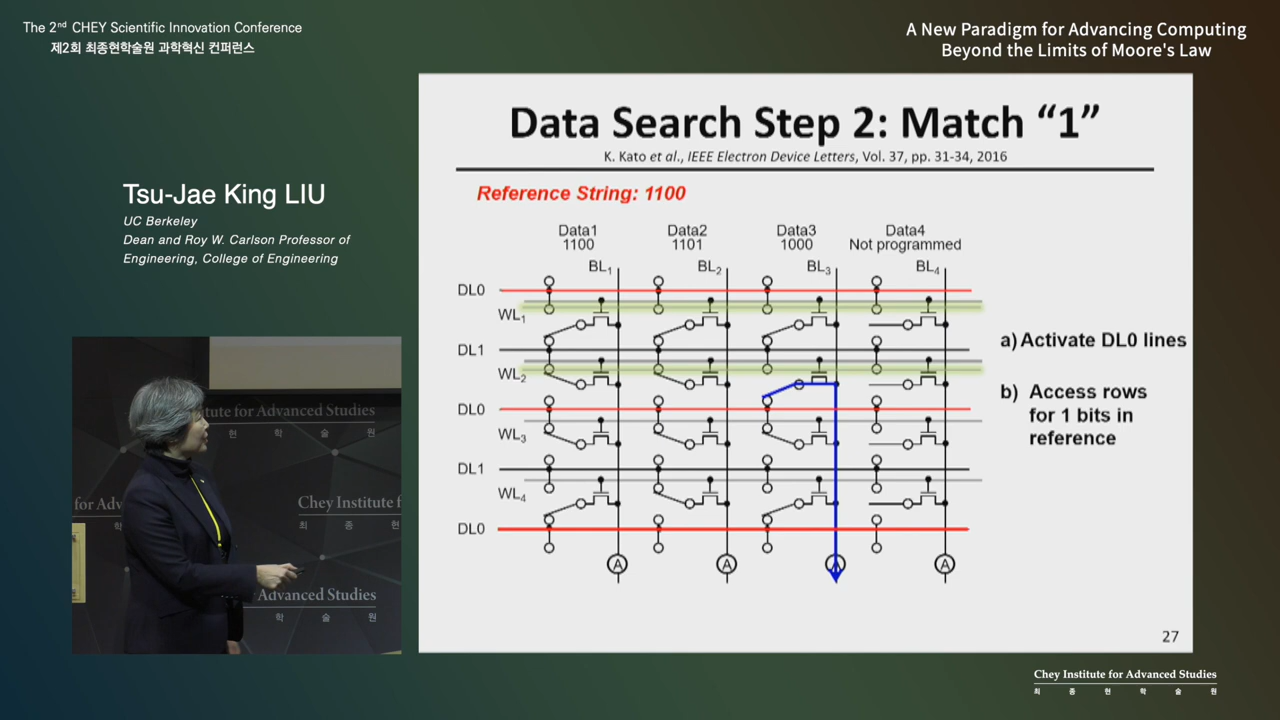 The 2nd CHEY Scientific Innovation Conference
제2회 최종현학술원 과학혁신 컨퍼런스
A New Paradigm for Advancing Computing
Beyond the Limits of Moore's Law
Tsu-Jae King LIU
UC Berkeley
Dean and Roy W. Carlson Professor of
Engineering, College of Engineering
Data Search Step 2: Match “1”
K. Kato et al., IEEE Electron Device Letters, Vol. 37, pp. 31-34, 2016
Reference String: 1100
Data1 Data2 Data3 Data4
1100 1101 1000 Not programmed
BL1 BL2 BL3 BL4
DL0
WL1
DL1
WL2
DL0
WL3
DL1
WL4
DL0
A A A A
a) Activate DL0 lines
b) Access rows
for 1 bits in
reference
27
itute for Advanced Studies
현 학 술 원
for Adv
학
Chey Institute f
최 종 현
Advanced Studies
학 술 원
Chey Institute for Advanced Studies
최 종 현 학 술 원